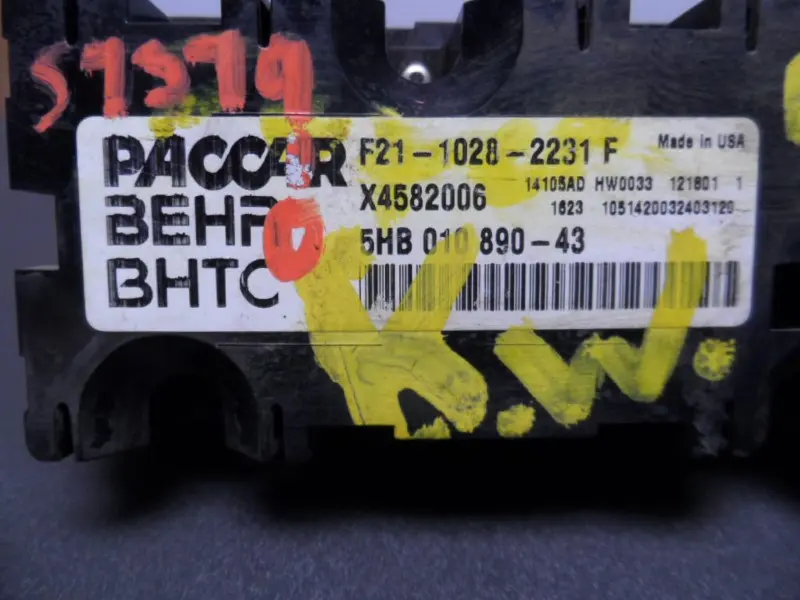 PACCAR
BEHR
BHTC
F21-1028-2231 F
Made in USA
X4582006
14105AD HW0033 121801 1
1623 1051420032403120
5HB 010 890-43
K.W.